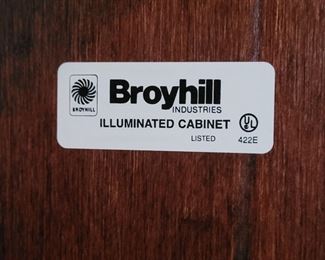 BROYHILL
Broyhill
INDUSTRIES
ILLUMINATED CABINET
UL
LISTED 422E